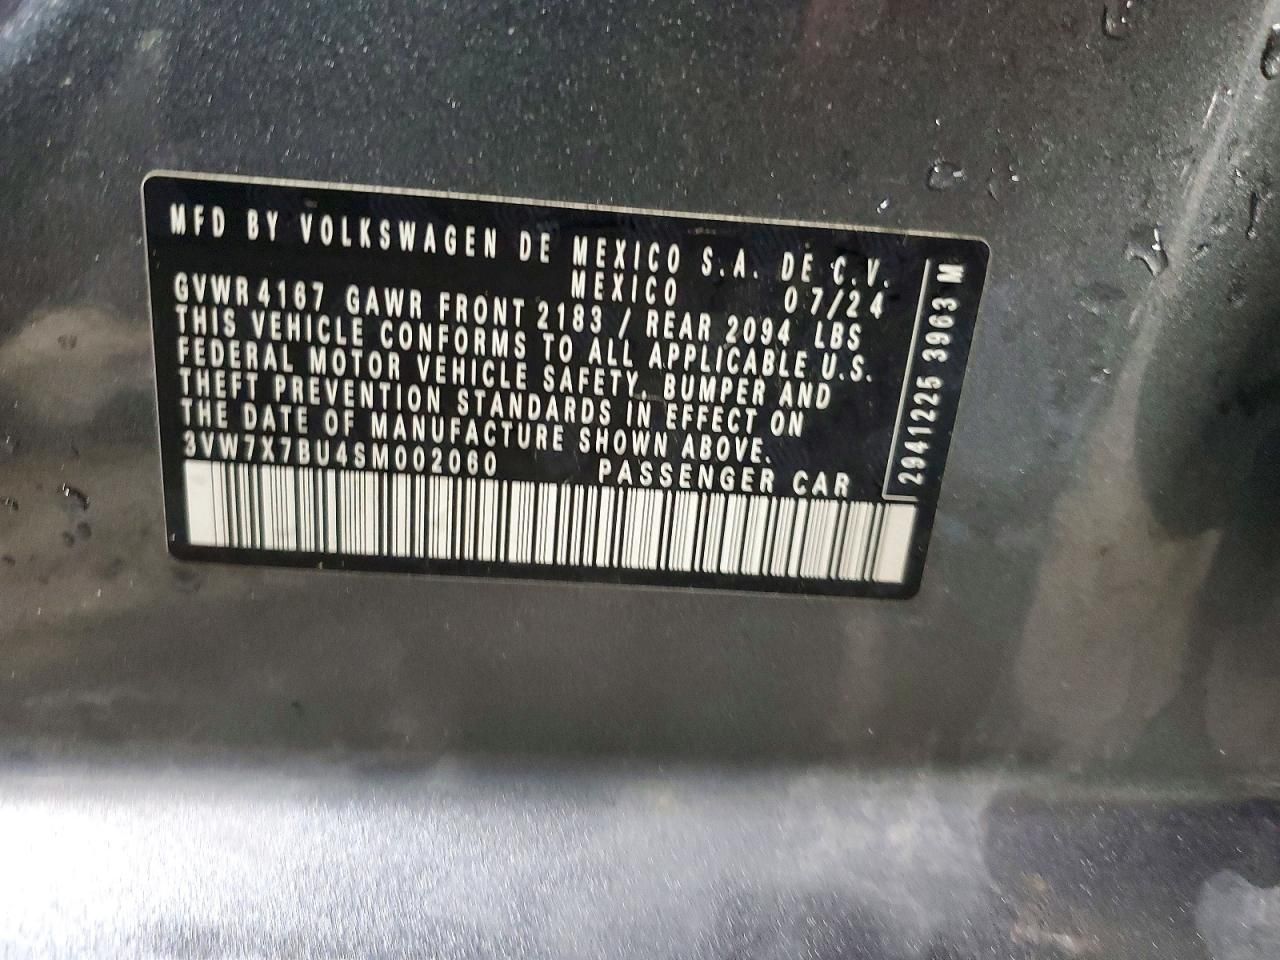 MFD BY VOLKSWAGEN DE MEXICO S.A. DE C.V.
MEXICO 07/24
GVWR 4167 GAWR FRONT 2183 / REAR 2094 LBS
THIS VEHICLE CONFORMS TO ALL APPLICABLE U.S.
FEDERAL MOTOR VEHICLE SAFETY, BUMPER AND
THEFT PREVENTION STANDARDS IN EFFECT ON
THE DATE OF MANUFACTURE SHOWN ABOVE.
3VW7X7BU4SM002060 PASSENGER CAR
2941225 3963 M